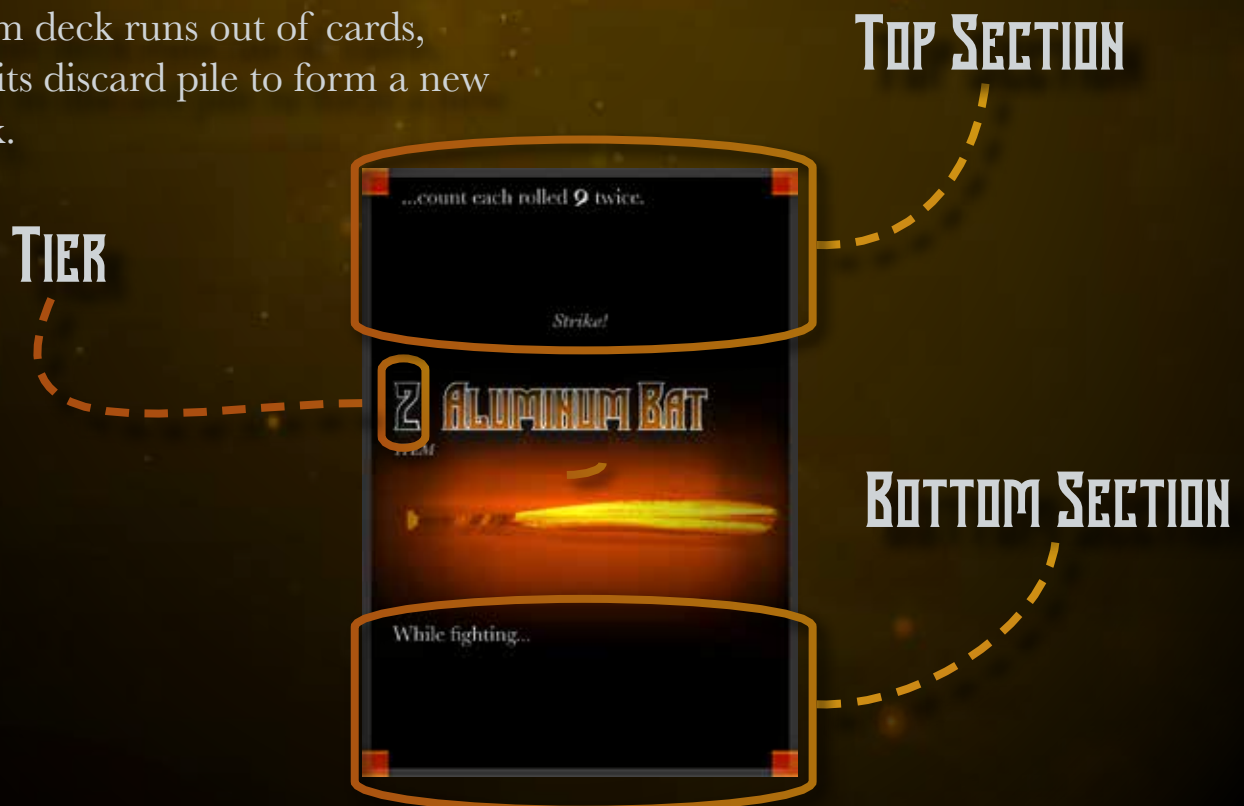 m deck runs out of cards,
its discard pile to form a new
k.
TOP SECTION
...count each rolled 9 twice.
TIER
Strike!
2 ALUMINUM BAT
ITEM
BOTTOM SECTION
While fighting...